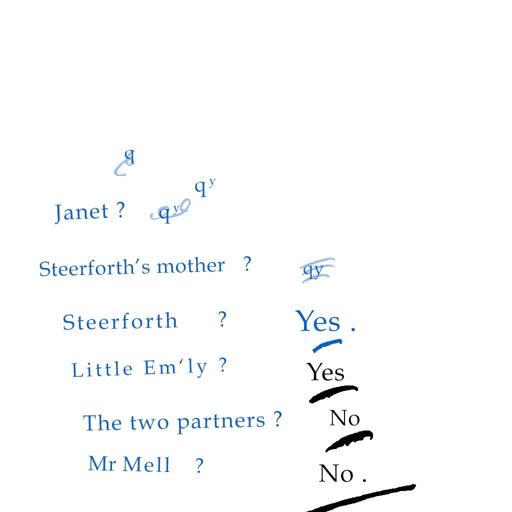 q
q^y
Janet ? q^y
Steerforth's mother ? qy
Steerforth ? Yes .
Little Em'ly ? Yes
The two partners ? No
Mr Mell ? No .